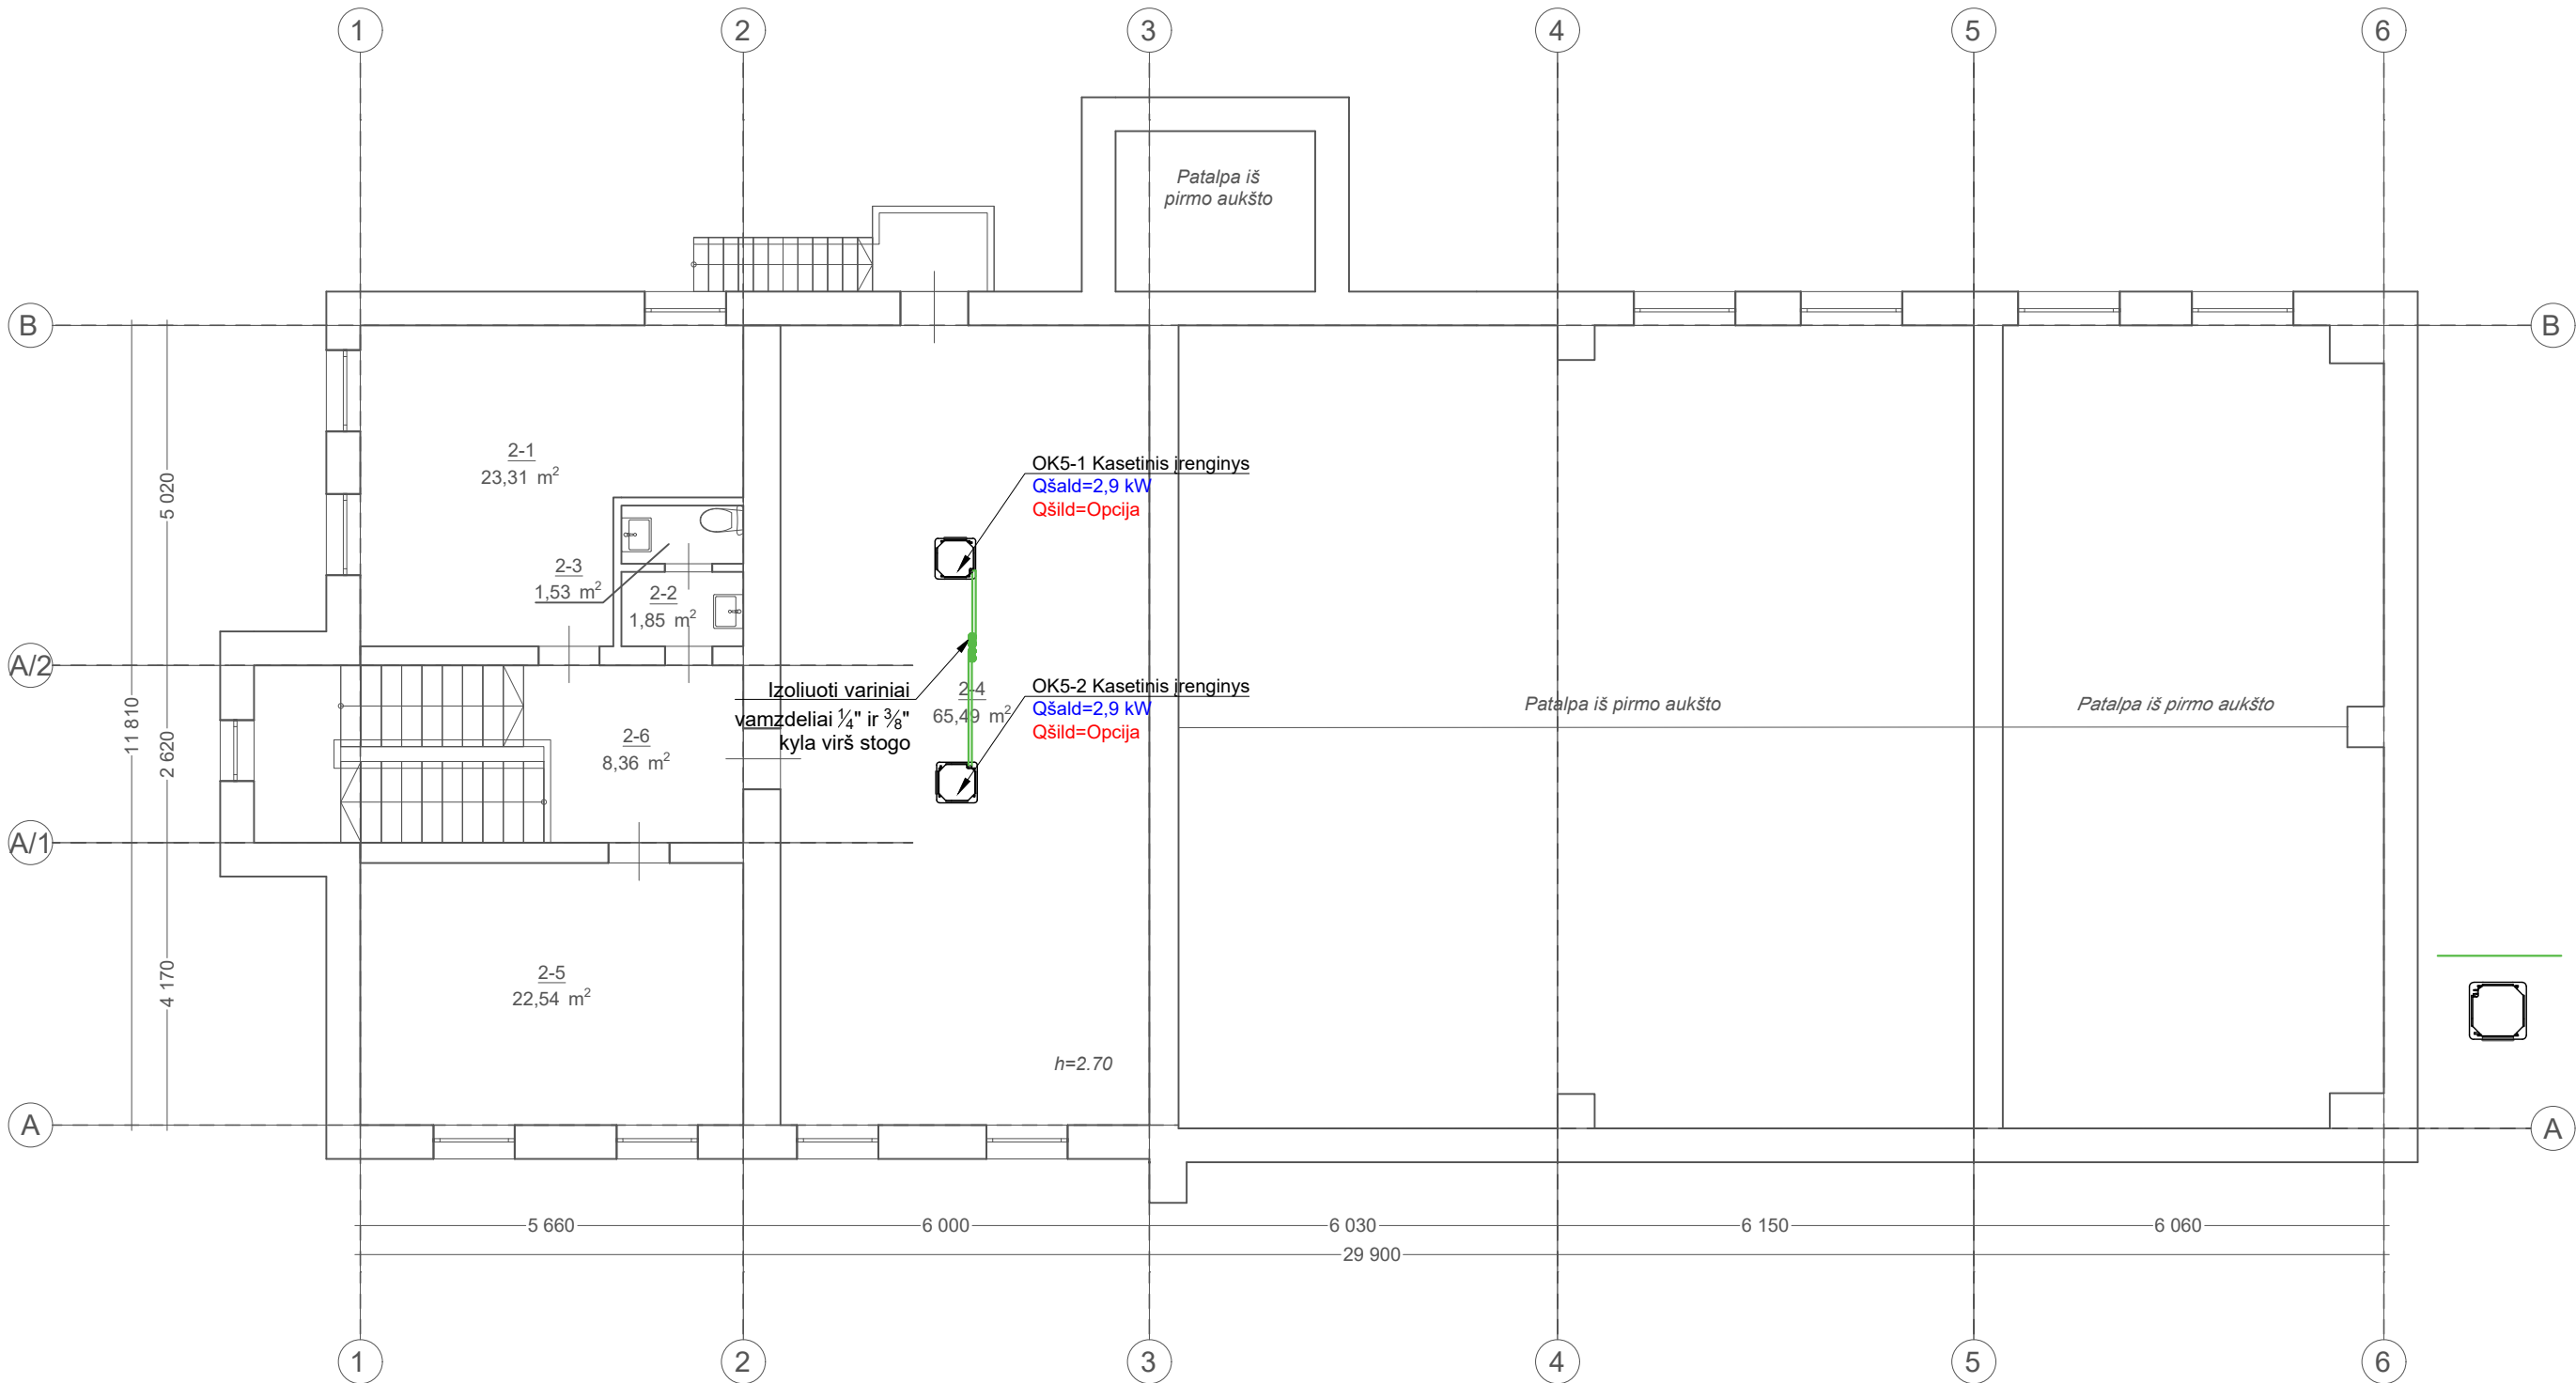 1 2 3 4 5 6
Patalpa iš
pirmo aukšto
B B
5 020
2-1
23,31 m²
OK5-1 Kasetinis įrenginys
Qšald=2,9 kW
Qšild=Opcija
2-3
1,53 m²
2-2
1,85 m²
A/2
11 810
2 620
Izoliuoti variniai
vamzdeliai ¼" ir ⅜"
kyla virš stogo
2-4
65,49 m²
OK5-2 Kasetinis įrenginys
Qšald=2,9 kW
Qšild=Opcija
Patalpa iš pirmo aukšto
Patalpa iš pirmo aukšto
2-6
8,36 m²
A/1
4 170
2-5
22,54 m²
h=2.70
A A
5 660 6 000 6 030 6 150 6 060
29 900
1 2 3 4 5 6